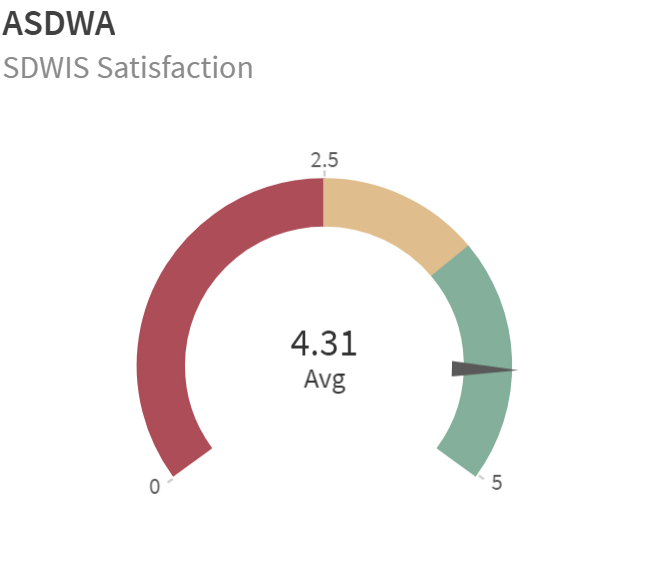 ASDWA
SDWIS Satisfaction
2.5
4.31
Avg
0
5